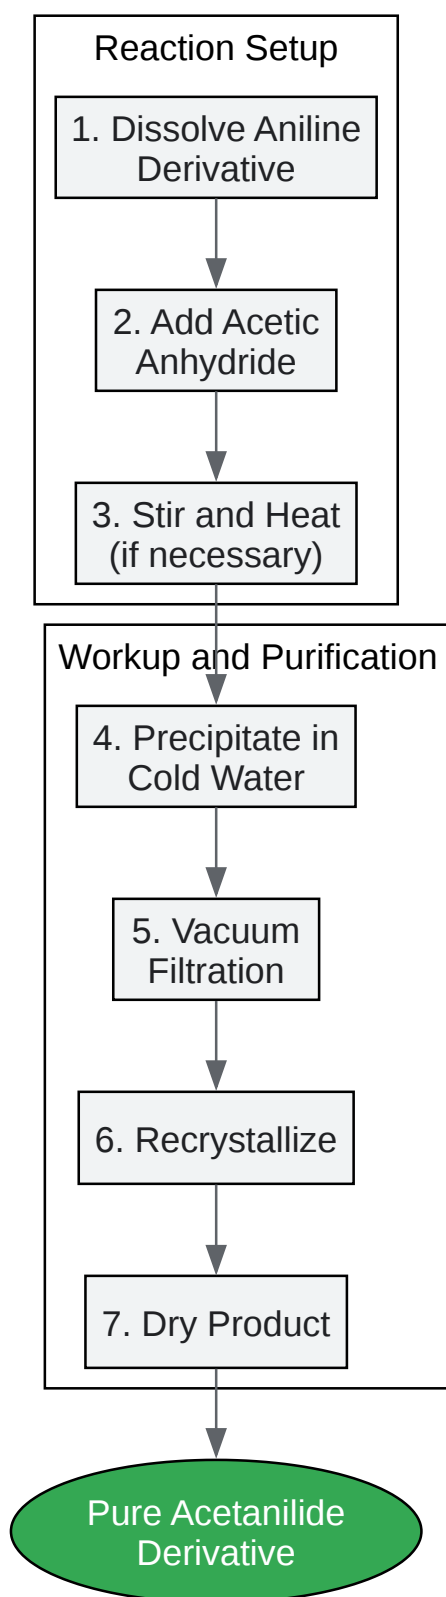 Reaction Setup
1. Dissolve Aniline
Derivative
2. Add Acetic
Anhydride
3. Stir and Heat
(if necessary)
Workup and Purification
4. Precipitate in
Cold Water
5. Vacuum
Filtration
6. Recrystallize
7. Dry Product
Pure Acetanilide
Derivative